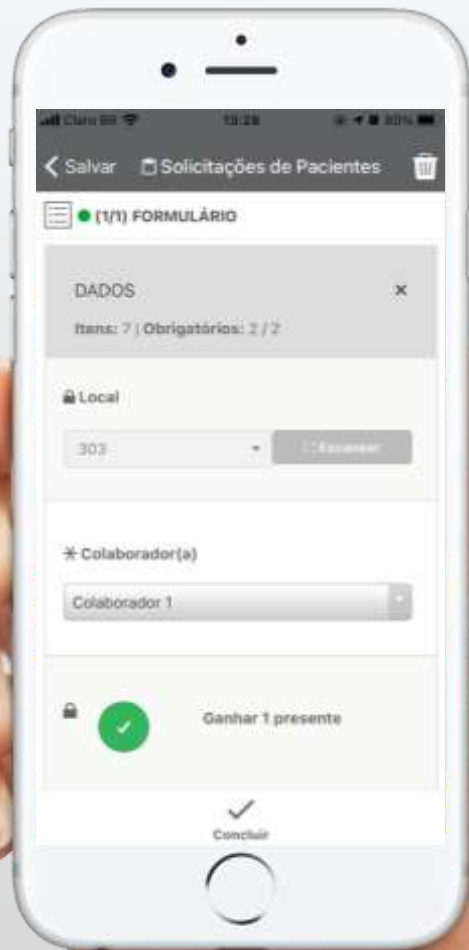 Claro
Salvar Solicitações de Pacientes
(1/1) FORMULÁRIO
DADOS
Itens: 7 | Obrigatórios: 2 / 2
Local
303 Escanear
* Colaborador(a)
Colaborador 1
Ganhar 1 presente
Concluir